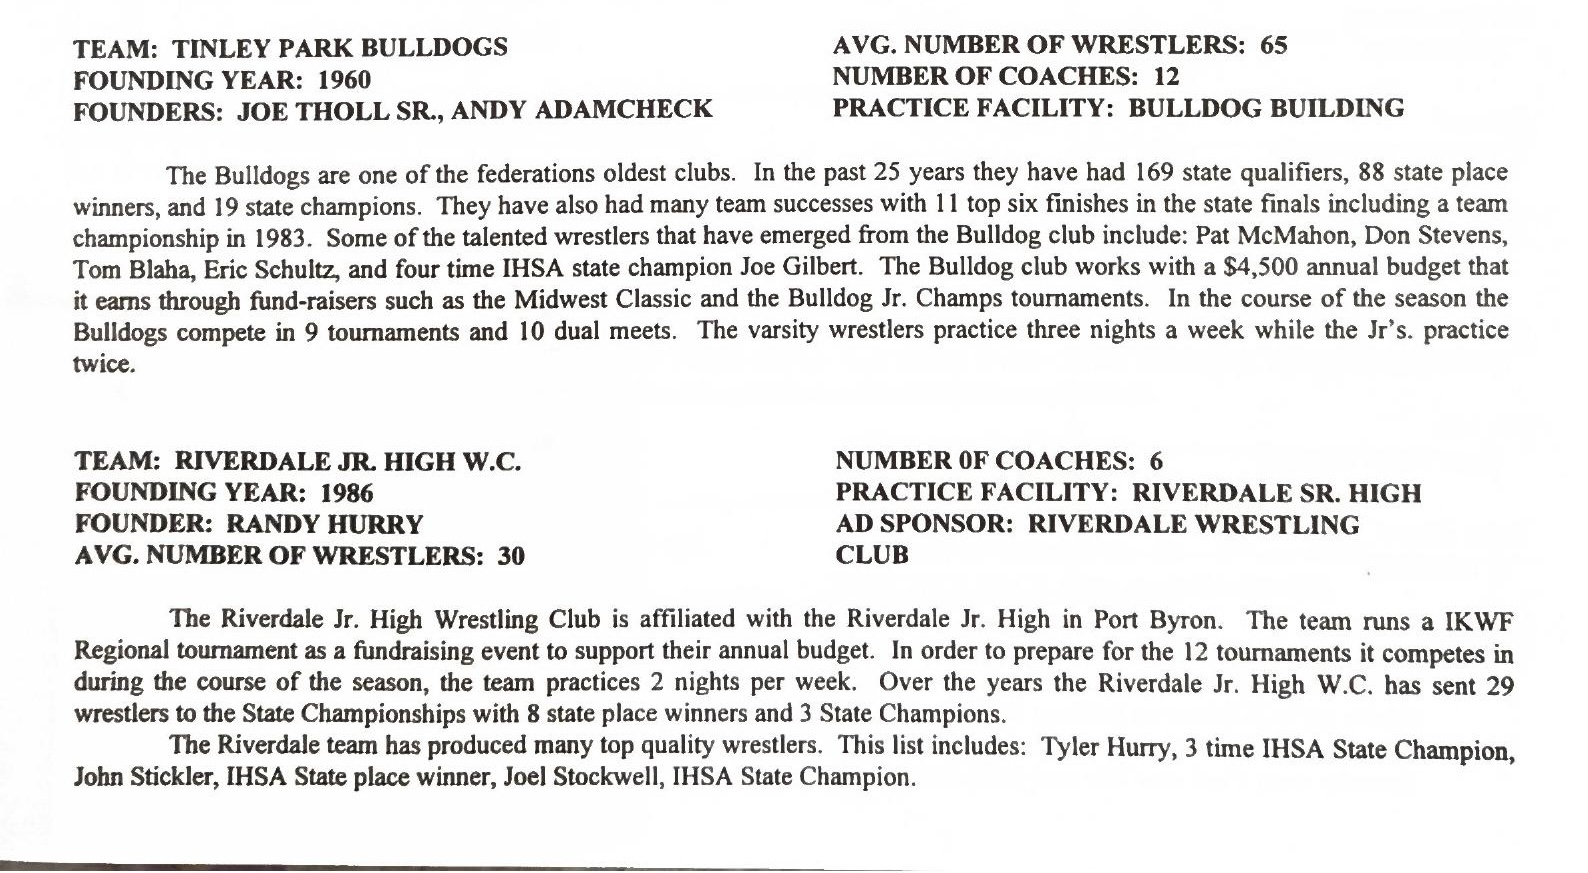 TEAM: TINLEY PARK BULLDOGS
FOUNDING YEAR: 1960
FOUNDERS: JOE THOLL SR., ANDY ADAMCHECK
AVG. NUMBER OF WRESTLERS: 65
NUMBER OF COACHES: 12
PRACTICE FACILITY: BULLDOG BUILDING
The Bulldogs are one of the federations oldest clubs. In the past 25 years they have had 169 state qualifiers, 88 state place
winners, and 19 state champions. They have also had many team successes with 11 top six finishes in the state finals including a team
championship in 1983. Some of the talented wrestlers that have emerged from the Bulldog club include: Pat McMahon, Don Stevens,
Tom Blaha, Eric Schultz, and four time IHSA state champion Joe Gilbert. The Bulldog club works with a $4,500 annual budget that
it earns through fund-raisers such as the Midwest Classic and the Bulldog Jr. Champs tournaments. In the course of the season the
Bulldogs compete in 9 tournaments and 10 dual meets. The varsity wrestlers practice three nights a week while the Jr's. practice
twice.
TEAM: RIVERDALE JR. HIGH W.C.
FOUNDING YEAR: 1986
FOUNDER: RANDY HURRY
AVG. NUMBER OF WRESTLERS: 30
NUMBER OF COACHES: 6
PRACTICE FACILITY: RIVERDALE SR. HIGH
AD SPONSOR: RIVERDALE WRESTLING
CLUB
The Riverdale Jr. High Wrestling Club is affiliated with the Riverdale Jr. High in Port Byron. The team runs a IKWF
Regional tournament as a fundraising event to support their annual budget. In order to prepare for the 12 tournaments it competes in
during the course of the season, the team practices 2 nights per week. Over the years the Riverdale Jr. High W.C. has sent 29
wrestlers to the State Championships with 8 state place winners and 3 State Champions.
The Riverdale team has produced many top quality wrestlers. This list includes: Tyler Hurry, 3 time IHSA State Champion,
John Stickler, IHSA State place winner, Joel Stockwell, IHSA State Champion.